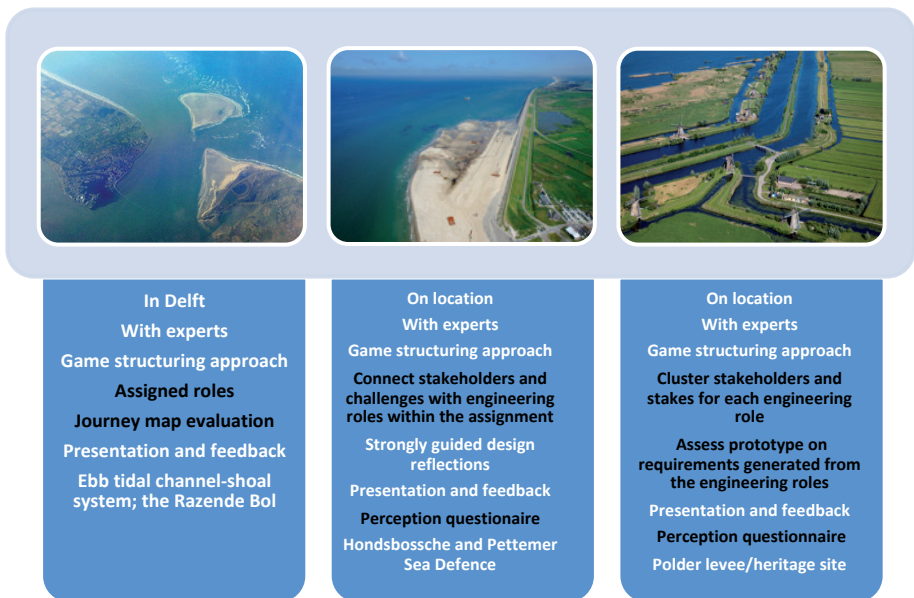 In Delft
With experts
Game structuring approach
Assigned roles
Journey map evaluation
Presentation and feedback
Ebb tidal channel-shoal
system; the Razende Bol
On location
With experts
Game structuring approach
Connect stakeholders and
challenges with engineering
roles within the assignment
Strongly guided design
reflections
Presentation and feedback
Perception questionaire
Hondsbossche and Pettemer
Sea Defence
On location
With experts
Game structuring approach
Cluster stakeholders and
stakes for each engineering
role
Assess prototype on
requirements generated from
the engineering roles
Presentation and feedback
Perception questionnaire
Polder levee/heritage site